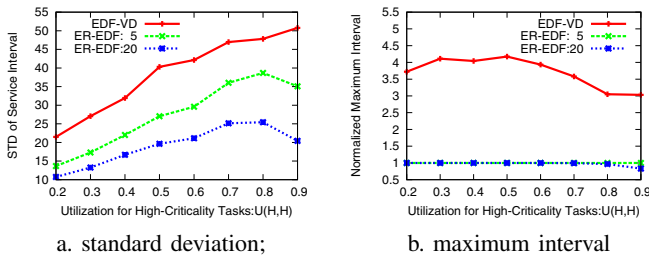 STD of Service Interval
55
50
45
40
35
30
25
20
15
10
EDF-VD
ER-EDF: 5
ER-EDF:20
0.2 0.3 0.4 0.5 0.6 0.7 0.8 0.9
Utilization for High-Criticality Tasks:U(H,H)
a. standard deviation;
Normalized Maximum Interval
5.5
5
4.5
4
3.5
3
2.5
2
1.5
1
0.5
EDF-VD
ER-EDF: 5
ER-EDF:20
0.2 0.3 0.4 0.5 0.6 0.7 0.8 0.9
Utilization for High-Criticality Tasks:U(H,H)
b. maximum interval